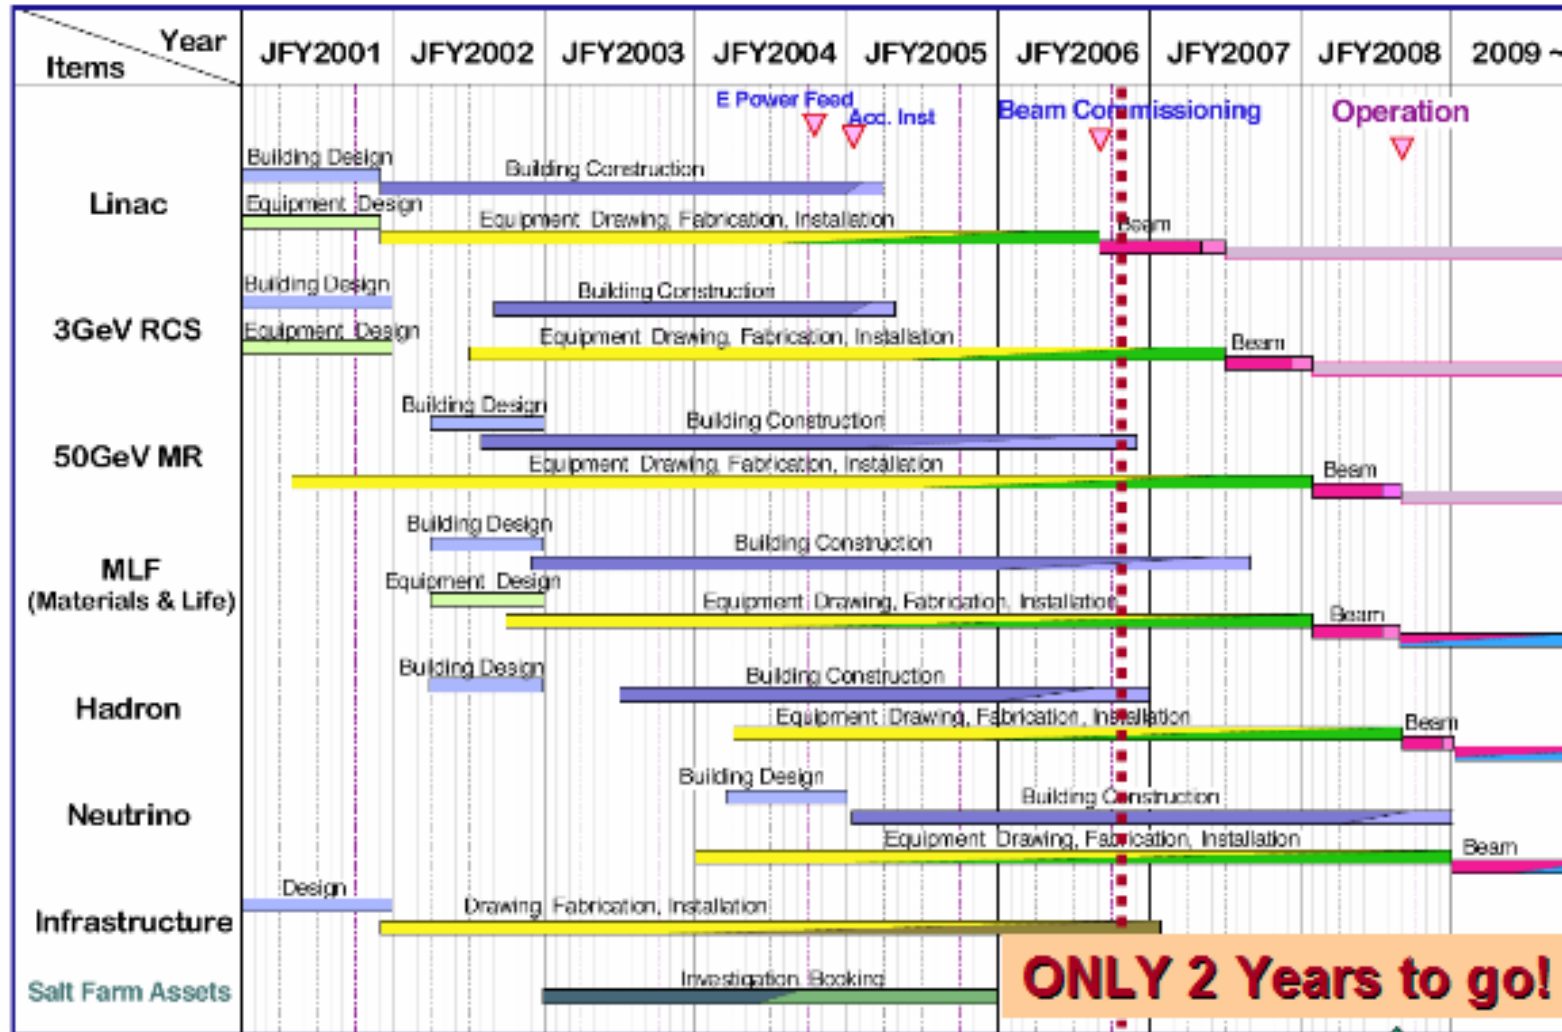 Year
Items
JFY2001 JFY2002 JFY2003 JFY2004 JFY2005 JFY2006 JFY2007 JFY2008 2009 ~
E Power Feed
Acc. Inst
Beam Commissioning
Operation
Linac
Building Design
Building Construction
Equipment Design
Equipment Drawing, Fabrication, Installation
Beam
3GeV RCS
Building Design
Building Construction
Equipment Design
Equipment Drawing, Fabrication, Installation
Beam
50GeV MR
Building Design
Building Construction
Equipment Drawing, Fabrication, Installation
Beam
MLF
(Materials & Life)
Building Design
Building Construction
Equipment Design
Equipment Drawing, Fabrication, Installation
Beam
Hadron
Building Design
Building Construction
Equipment Drawing, Fabrication, Installation
Beam
Neutrino
Building Design
Building Construction
Equipment Drawing, Fabrication, Installation
Beam
Infrastructure
Design
Drawing, Fabrication, Installation
Salt Farm Assets
Investigation, Booking
ONLY 2 Years to go!